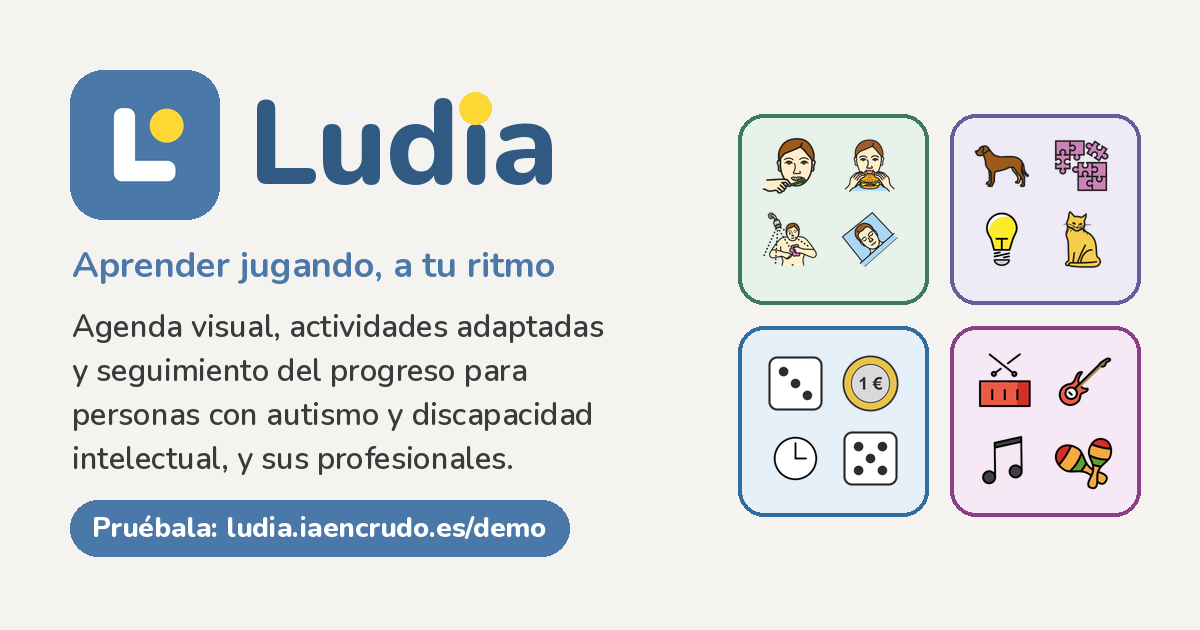 L
Ludia
Aprender jugando, a tu ritmo
Agenda visual, actividades adaptadas
y seguimiento del progreso para
personas con autismo y discapacidad
intelectual, y sus profesionales.
Pruébala: ludia.iaencrudo.es/demo
1 €